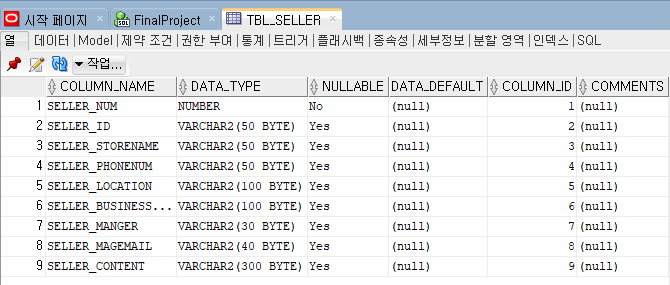 시작 페이지 FinalProject TBL_SELLER
열 데이터 Model 제약 조건 권한 부여 통계 트리거 플래시백 종속성 세부정보 분할 영역 인덱스 SQL
작업...
COLUMN_NAME DATA_TYPE NULLABLE DATA_DEFAULT COLUMN_ID COMMENTS
1 SELLER_NUM NUMBER No (null) 1 (null)
2 SELLER_ID VARCHAR2(50 BYTE) Yes (null) 2 (null)
3 SELLER_STORENAME VARCHAR2(50 BYTE) Yes (null) 3 (null)
4 SELLER_PHONENUM VARCHAR2(50 BYTE) Yes (null) 4 (null)
5 SELLER_LOCATION VARCHAR2(100 BYTE) Yes (null) 5 (null)
6 SELLER_BUSINESS... VARCHAR2(100 BYTE) Yes (null) 6 (null)
7 SELLER_MANGER VARCHAR2(30 BYTE) Yes (null) 7 (null)
8 SELLER_MAGEMAIL VARCHAR2(40 BYTE) Yes (null) 8 (null)
9 SELLER_CONTENT VARCHAR2(300 BYTE) Yes (null) 9 (null)